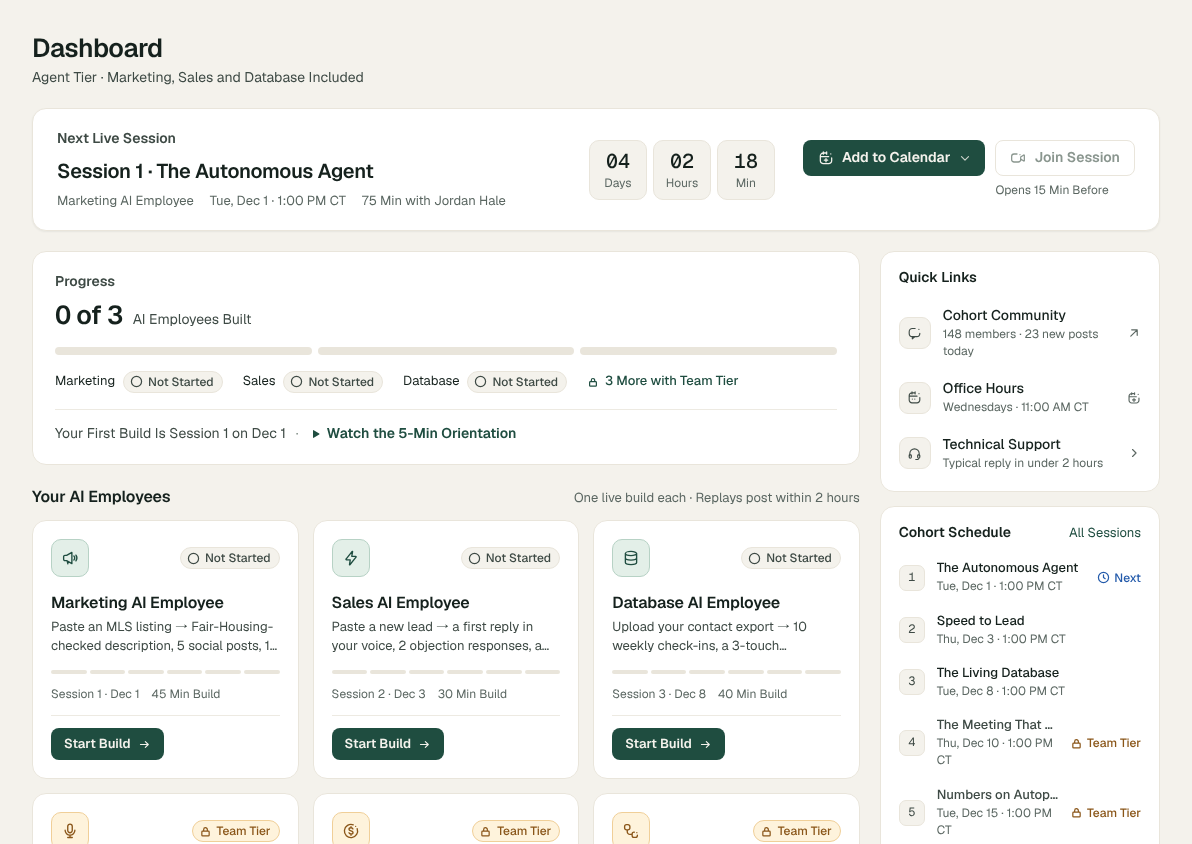 Dashboard
Agent Tier · Marketing, Sales and Database Included
Next Live Session
Session 1 · The Autonomous Agent
Marketing AI Employee Tue, Dec 1 · 1:00 PM CT 75 Min with Jordan Hale
04 02 18
Days Hours Min
Add to Calendar
Join Session
Opens 15 Min Before
Progress
0 of 3 AI Employees Built
Marketing Not Started Sales Not Started Database Not Started 3 More with Team Tier
Your First Build Is Session 1 on Dec 1 · Watch the 5-Min Orientation
Quick Links
Cohort Community
148 members · 23 new posts
today
Office Hours
Wednesdays · 11:00 AM CT
Technical Support
Typical reply in under 2 hours
Your AI Employees
One live build each · Replays post within 2 hours
Not Started
Marketing AI Employee
Paste an MLS listing → Fair-Housing-
checked description, 5 social posts, 1…
Session 1 · Dec 1 45 Min Build
Start Build →
Not Started
Sales AI Employee
Paste a new lead → a first reply in
your voice, 2 objection responses, a…
Session 2 · Dec 3 30 Min Build
Start Build →
Not Started
Database AI Employee
Upload your contact export → 10
weekly check-ins, a 3-touch…
Session 3 · Dec 8 40 Min Build
Start Build →
Team Tier
Team Tier
Team Tier
Cohort Schedule
All Sessions
1
The Autonomous Agent
Tue, Dec 1 · 1:00 PM CT
Next
2
Speed to Lead
Thu, Dec 3 · 1:00 PM CT
3
The Living Database
Tue, Dec 8 · 1:00 PM CT
4
The Meeting That …
Thu, Dec 10 · 1:00 PM
CT
Team Tier
5
Numbers on Autop…
Tue, Dec 15 · 1:00 PM
CT
Team Tier